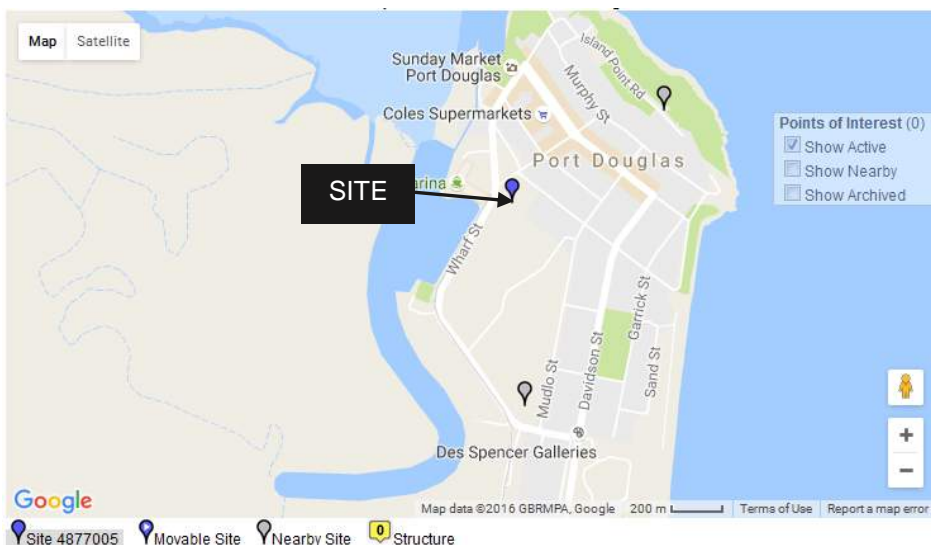 Map Satellite
Sunday Market
Port Douglas
Island Point Rd
Murphy St
Coles Supermarkets
Points of Interest (0)
Show Active
Show Nearby
Show Archived
Port Douglas
arina
SITE
Wharf St
Garrick St
Sand St
Davidson St
Mudlo St
Des Spencer Galleries
+
−
Google
Map data ©2016 GBRMPA, Google 200 m Terms of Use Report a map error
Site 4877005 Movable Site Nearby Site 0 Structure